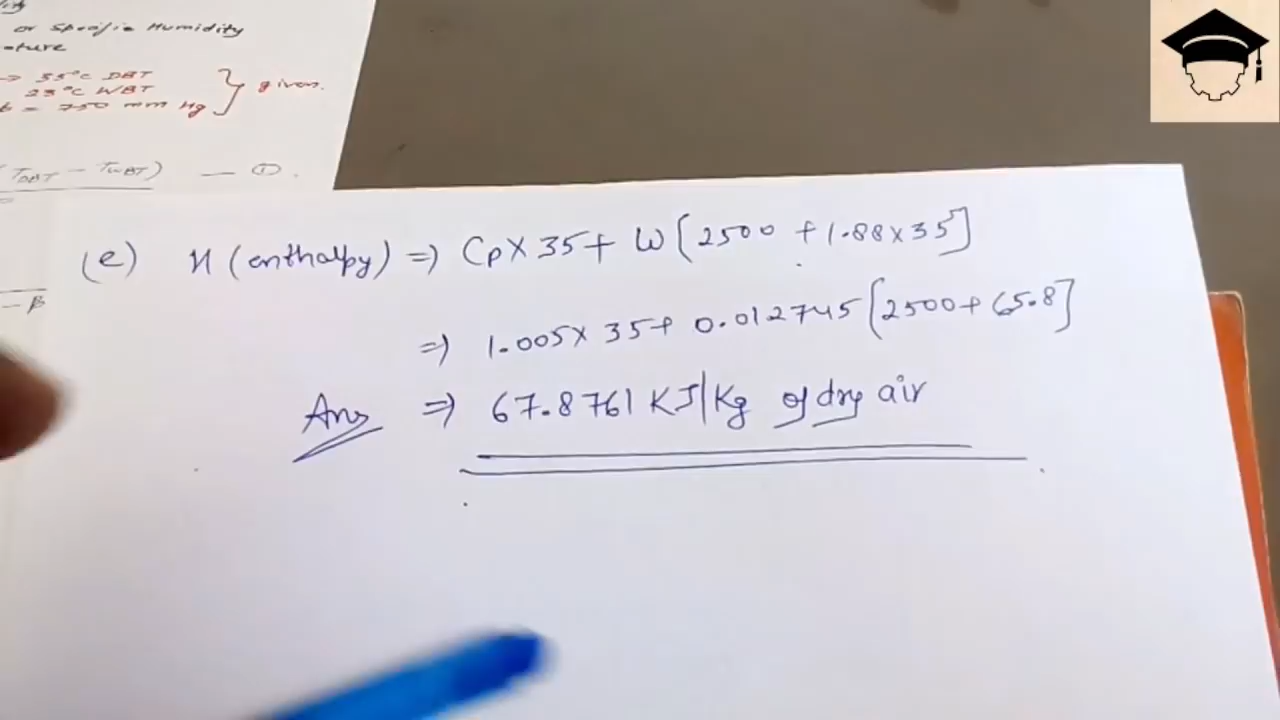 or Specific Humidity
→ 35°C DBT
23°C WBT } given.
= 750 mm Hg
(TDBT - TWBT) — ①.
- β
(e) H (enthalpy) => Cp X 35 + W [2500 + 1.88 x 35]
=> 1.005 x 35 + 0.012745 [2500 + 65.8]
Ans => 67.8761 KJ/Kg of dry air